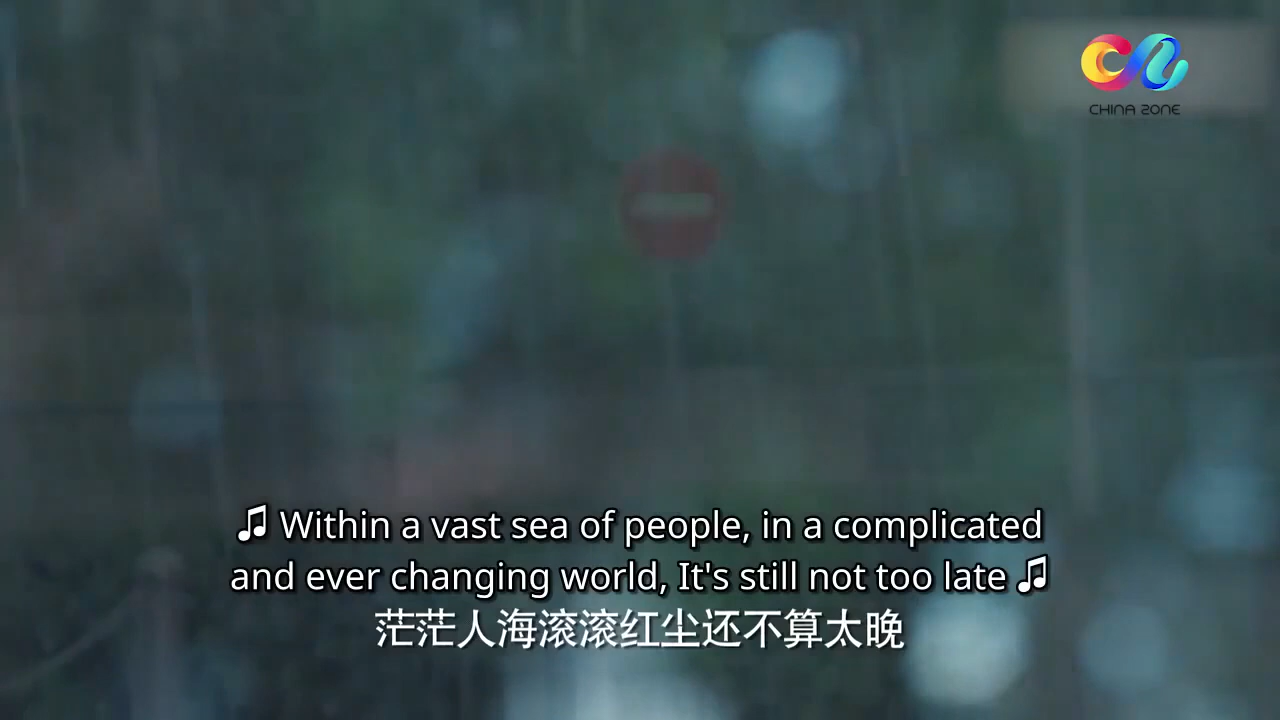 CHINA ZONE
♫ Within a vast sea of people, in a complicated
and ever changing world, It's still not too late ♫
茫茫人海滚滚红尘还不算太晚